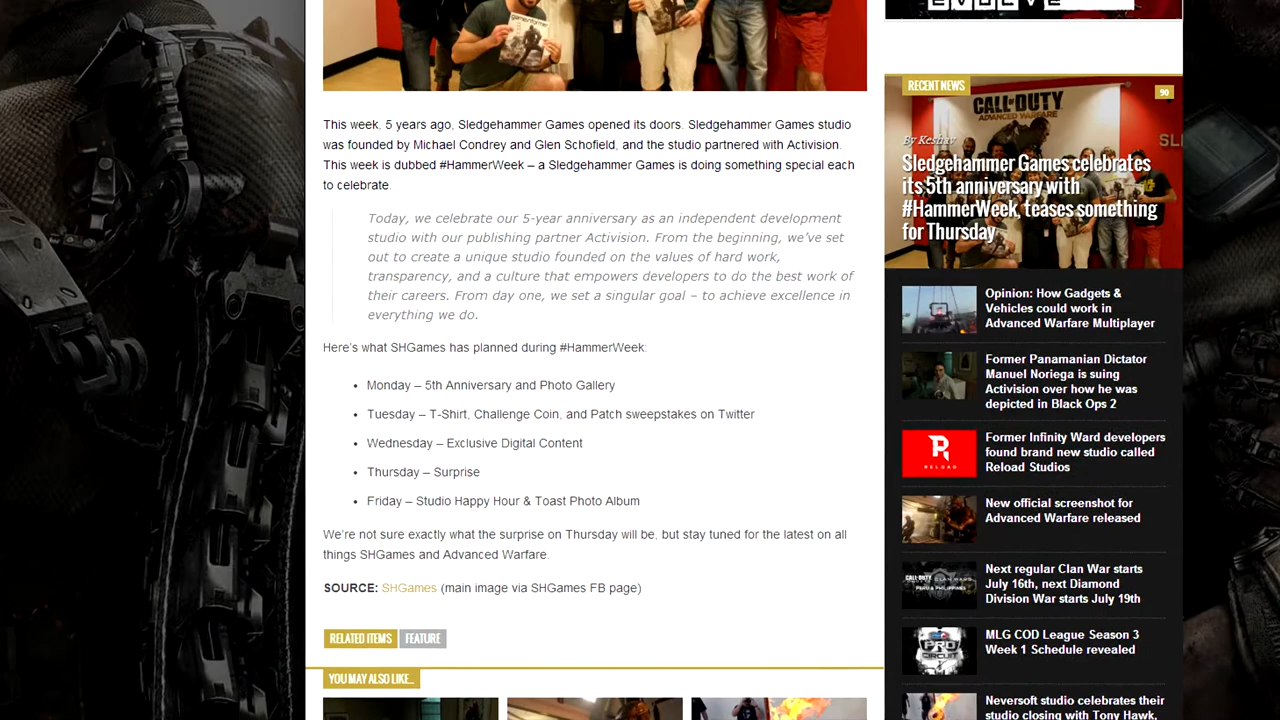 gameinformer
This week, 5 years ago, Sledgehammer Games opened its doors. Sledgehammer Games studio
was founded by Michael Condrey and Glen Schofield, and the studio partnered with Activision.
This week is dubbed #HammerWeek – a Sledgehammer Games is doing something special each
to celebrate.
Today, we celebrate our 5-year anniversary as an independent development
studio with our publishing partner Activision. From the beginning, we've set
out to create a unique studio founded on the values of hard work,
transparency, and a culture that empowers developers to do the best work of
their careers. From day one, we set a singular goal – to achieve excellence in
everything we do.
Here's what SHGames has planned during #HammerWeek:
• Monday – 5th Anniversary and Photo Gallery
• Tuesday – T-Shirt, Challenge Coin, and Patch sweepstakes on Twitter
• Wednesday – Exclusive Digital Content
• Thursday – Surprise
• Friday – Studio Happy Hour & Toast Photo Album
We're not sure exactly what the surprise on Thursday will be, but stay tuned for the latest on all
things SHGames and Advanced Warfare.
SOURCE: SHGames (main image via SHGames FB page)
RELATED ITEMS FEATURE
YOU MAY ALSO LIKE...
EVOLVE
RECENT NEWS
90
CALL·DUTY
ADVANCED WARFARE
By Keshav
Sledgehammer Games celebrates
its 5th anniversary with
#HammerWeek, teases something
for Thursday
Opinion: How Gadgets &
Vehicles could work in
Advanced Warfare Multiplayer
Former Panamanian Dictator
Manuel Noriega is suing
Activision over how he was
depicted in Black Ops 2
RELOAD
Former Infinity Ward developers
found brand new studio called
Reload Studios
New official screenshot for
Advanced Warfare released
CALL·DUTY CLAN WARS
PERU & PHILIPPINES
Next regular Clan War starts
July 16th, next Diamond
Division War starts July 19th
PRO
CIRCUIT
MLG COD League Season 3
Week 1 Schedule revealed
Neversoft studio celebrates their
studio closing with Tony Hawk,